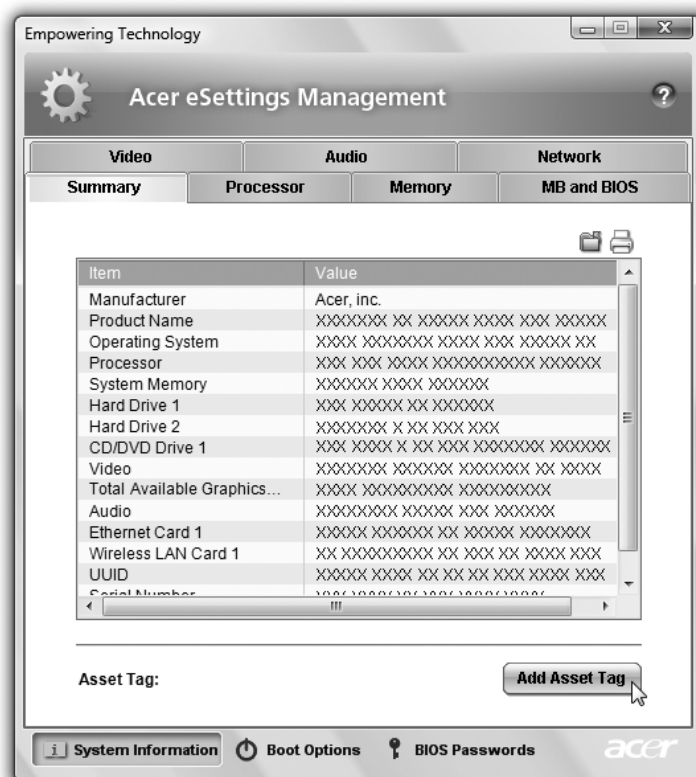 Empowering Technology
Acer eSettings Management
?
Video Audio Network
Summary Processor Memory MB and BIOS
Item Value
Manufacturer Acer, inc.
Product Name XXXXXXX XX XXXXX XXXX XXX XXXXX
Operating System XXXX XXXXXXX XXXX XXX XXXXX XX
Processor XXX XXX XXXX XXXXXXXXXX XXXXXX
System Memory XXXXXX XXXX XXXXXX
Hard Drive 1 XXX XXXXX XX XXXXXX
Hard Drive 2 XXXXXXX X XX XXX XXX
CD/DVD Drive 1 XXX XXXX X XX XXX XXXXXXX XXXXXX
Video XXXXXXX XXXXXX XXXXXXX XX XXXX
Total Available Graphics... XXXX XXXXXXXXXX XXXXXXXXX
Audio XXXXXXXX XXXXX XXX XXXXXX
Ethernet Card 1 XXXXX XXXXXX XX XXXXX XXXXXXX
Wireless LAN Card 1 XX XXXXXXXXX XX XXX XX XXXX XXX
UUID XXXXX XXXX XX XX XX XXX XXXX XXX
Serial Number
Asset Tag: Add Asset Tag
i System Information Boot Options BIOS Passwords acer